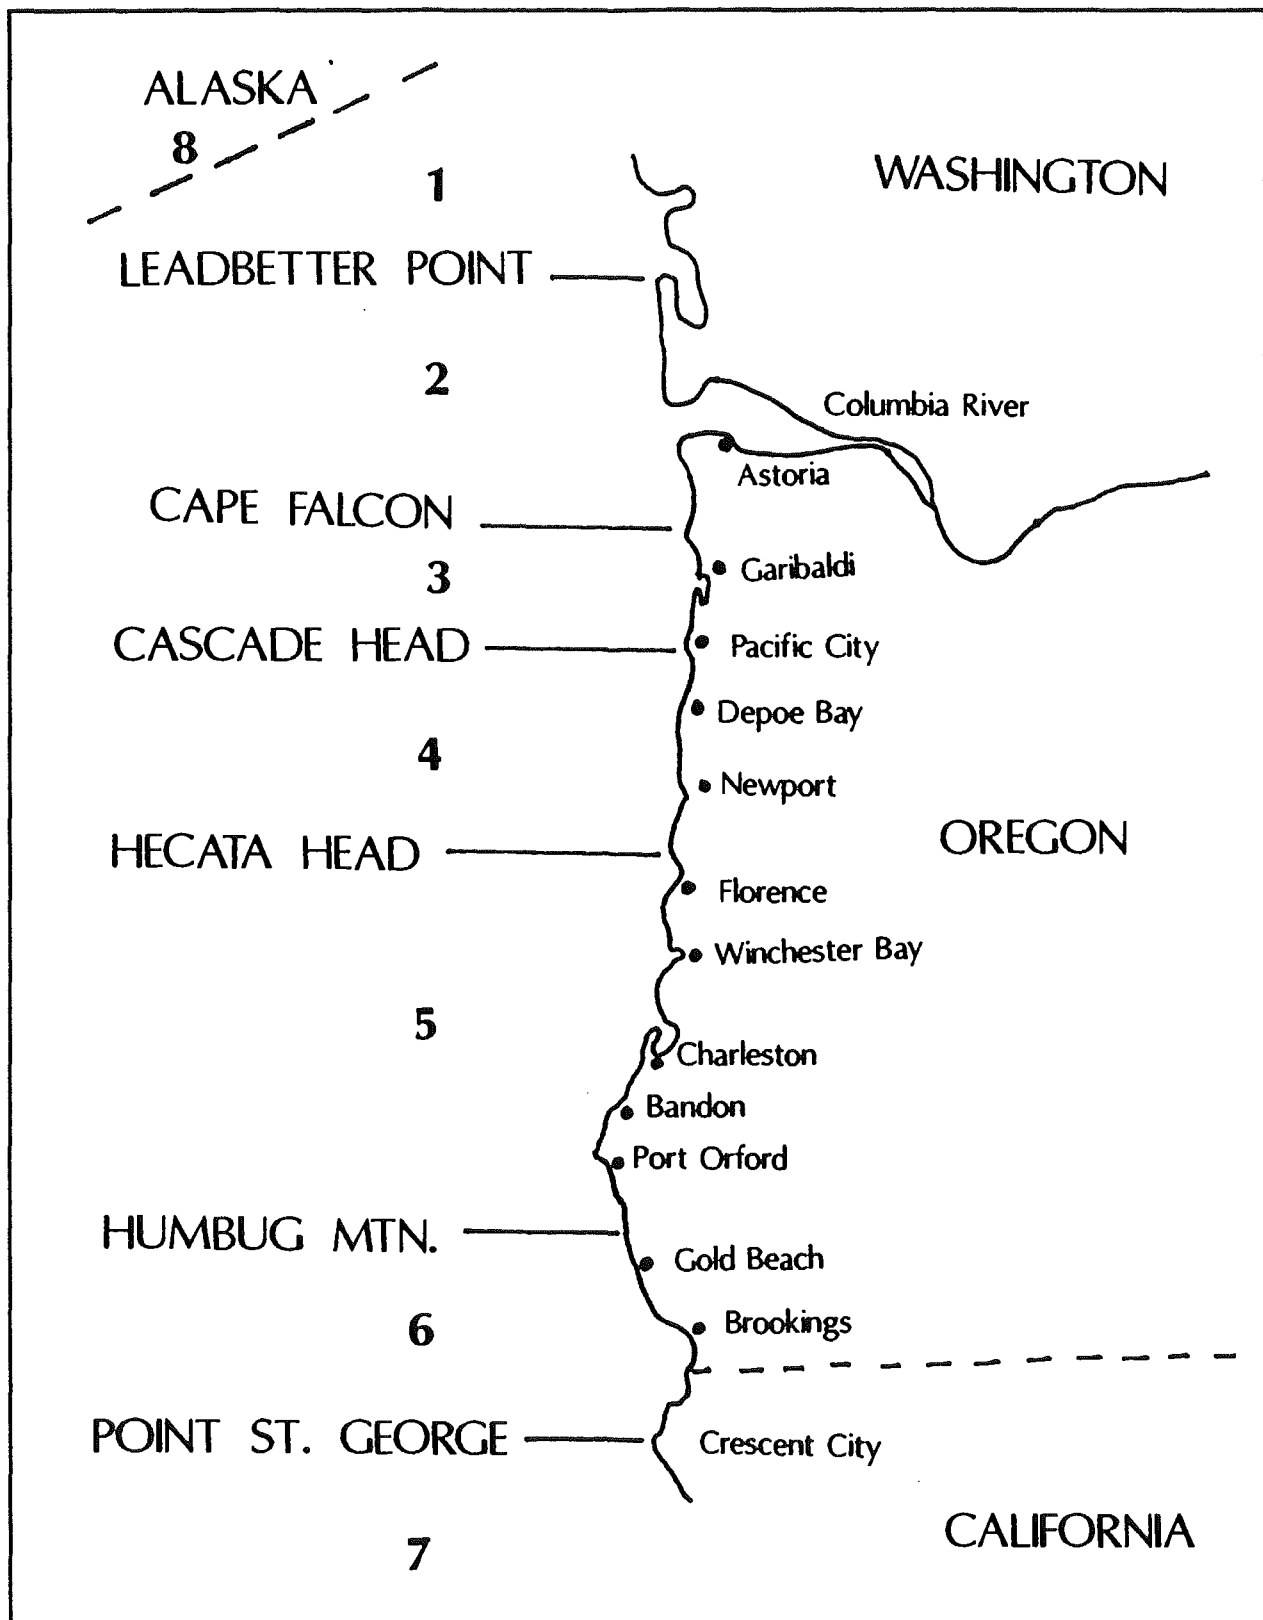 ALASKA
8
1
WASHINGTON
LEADBETTER POINT
2
Columbia River
Astoria
CAPE FALCON
Garibaldi
3
CASCADE HEAD
Pacific City
Depoe Bay
4
Newport
HECATA HEAD
OREGON
Florence
Winchester Bay
5
Charleston
Bandon
Port Orford
HUMBUG MTN.
Gold Beach
6
Brookings
POINT ST. GEORGE
Crescent City
CALIFORNIA
7